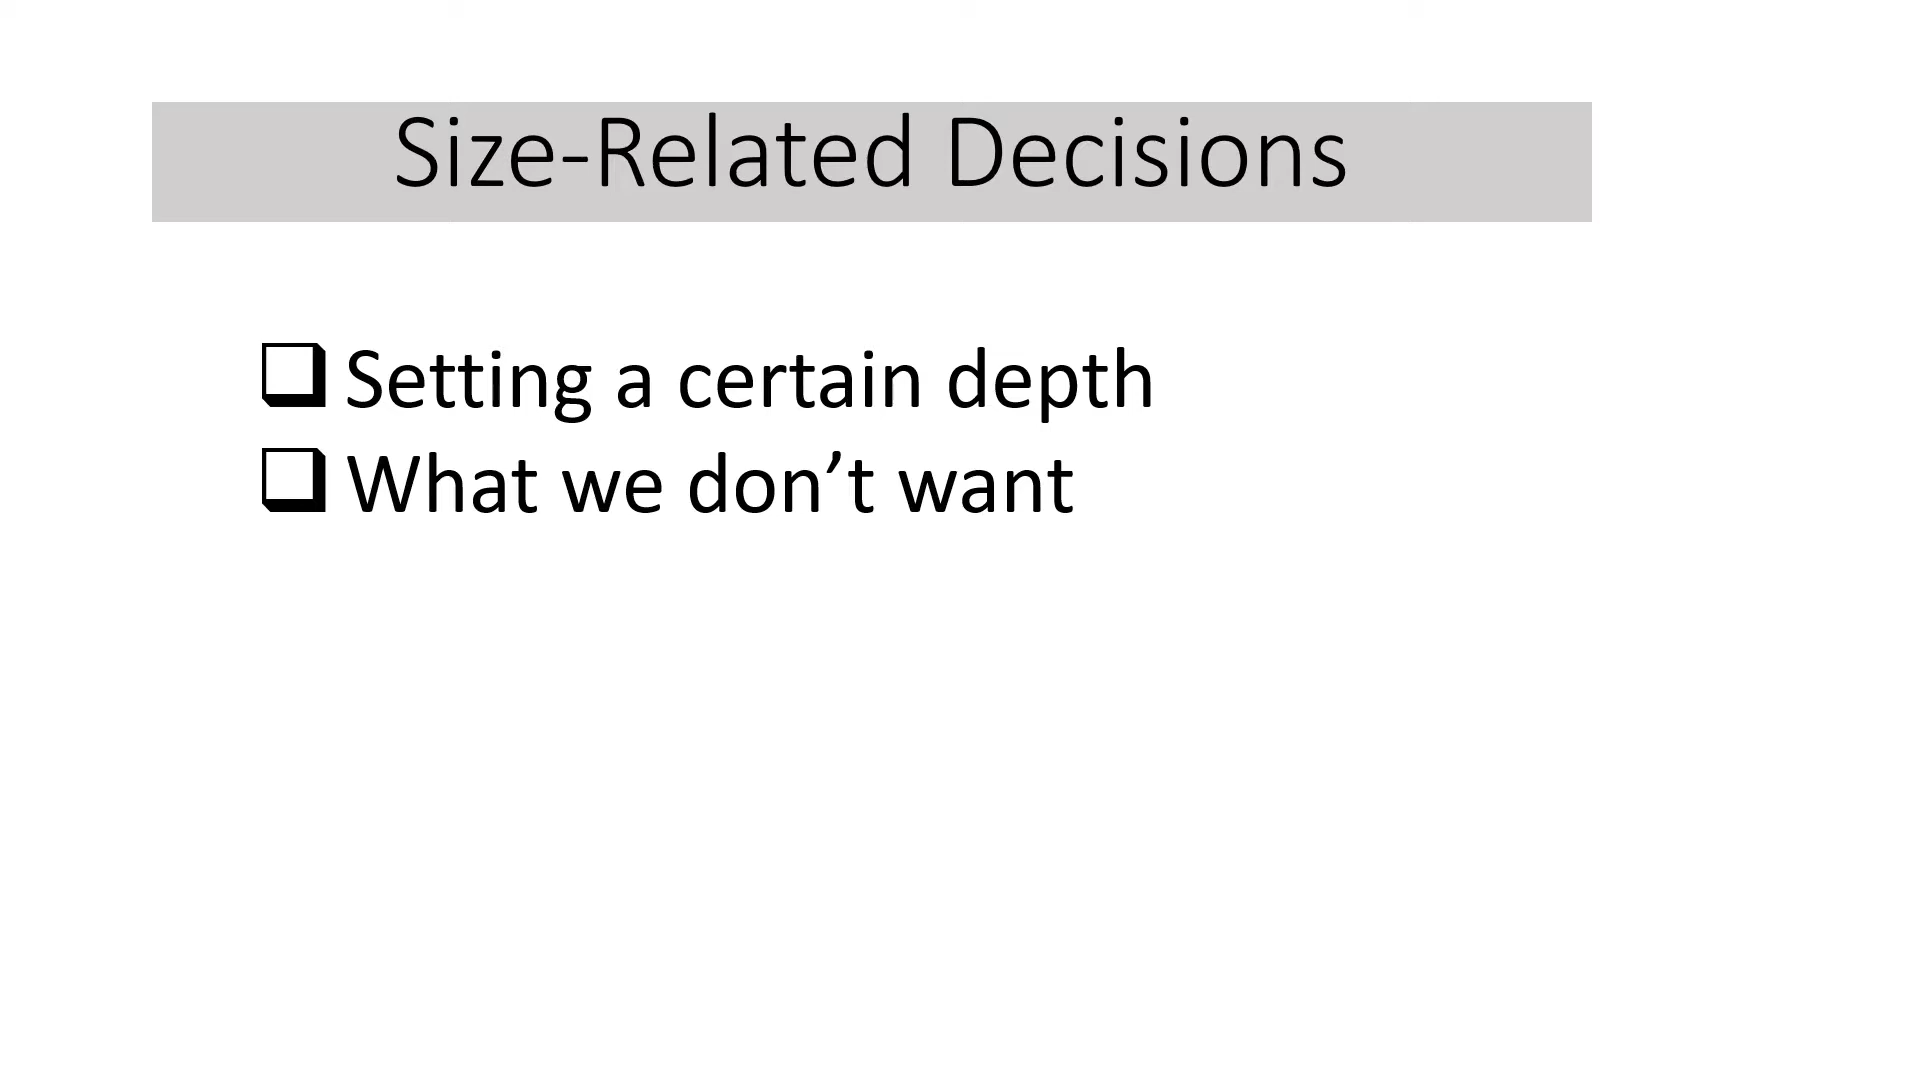 Size-Related Decisions
Setting a certain depth
What we don’t want